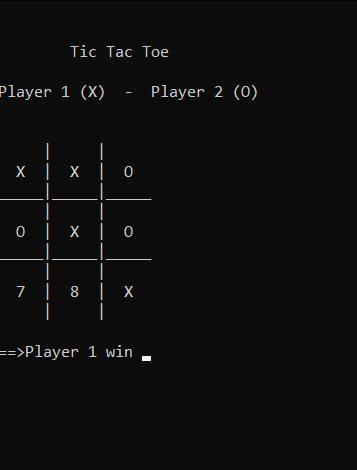 Tic Tac Toe
Player 1 (X)  -  Player 2 (O)
X | X | O
O | X | O
7 | 8 | X
==>Player 1 win